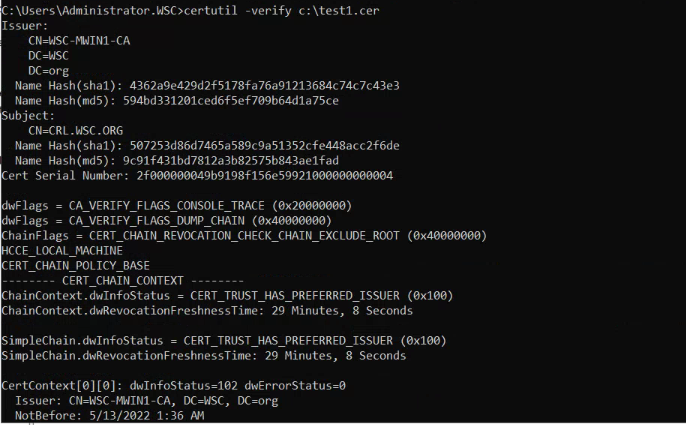 C:\Users\Administrator.WSC>certutil -verify c:\test1.cer
Issuer:
    CN=WSC-MWIN1-CA
    DC=WSC
    DC=org
  Name Hash(sha1): 4362a9e429d2f5178fa76a91213684c74c7c43e3
  Name Hash(md5): 594bd331201ced6f5ef709b64d1a75ce
Subject:
    CN=CRL.WSC.ORG
  Name Hash(sha1): 507253d86d7465a589c9a51352cfe448acc2f6de
  Name Hash(md5): 9c91f431bd7812a3b82575b843ae1fad
Cert Serial Number: 2f000000049b9198f156e59921000000000004

dwFlags = CA_VERIFY_FLAGS_CONSOLE_TRACE (0x20000000)
dwFlags = CA_VERIFY_FLAGS_DUMP_CHAIN (0x40000000)
ChainFlags = CERT_CHAIN_REVOCATION_CHECK_CHAIN_EXCLUDE_ROOT (0x40000000)
HCCE_LOCAL_MACHINE
CERT_CHAIN_POLICY_BASE
-------- CERT_CHAIN_CONTEXT --------
ChainContext.dwInfoStatus = CERT_TRUST_HAS_PREFERRED_ISSUER (0x100)
ChainContext.dwRevocationFreshnessTime: 29 Minutes, 8 Seconds

SimpleChain.dwInfoStatus = CERT_TRUST_HAS_PREFERRED_ISSUER (0x100)
SimpleChain.dwRevocationFreshnessTime: 29 Minutes, 8 Seconds

CertContext[0][0]: dwInfoStatus=102 dwErrorStatus=0
  Issuer: CN=WSC-MWIN1-CA, DC=WSC, DC=org
  NotBefore: 5/13/2022 1:36 AM